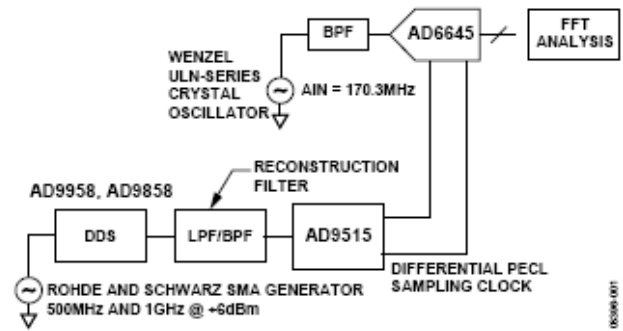 BPF
AD6645
FFT
ANALYSIS
WENZEL
ULN-SERIES
CRYSTAL
OSCILLATOR
~ AIN = 170.3MHz
RECONSTRUCTION
FILTER
AD9958, AD9858
DDS
LPF/BPF
AD9515
DIFFERENTIAL PECL
SAMPLING CLOCK
~ ROHDE AND SCHWARZ SMA GENERATOR
500MHz AND 1GHz @ +6dBm